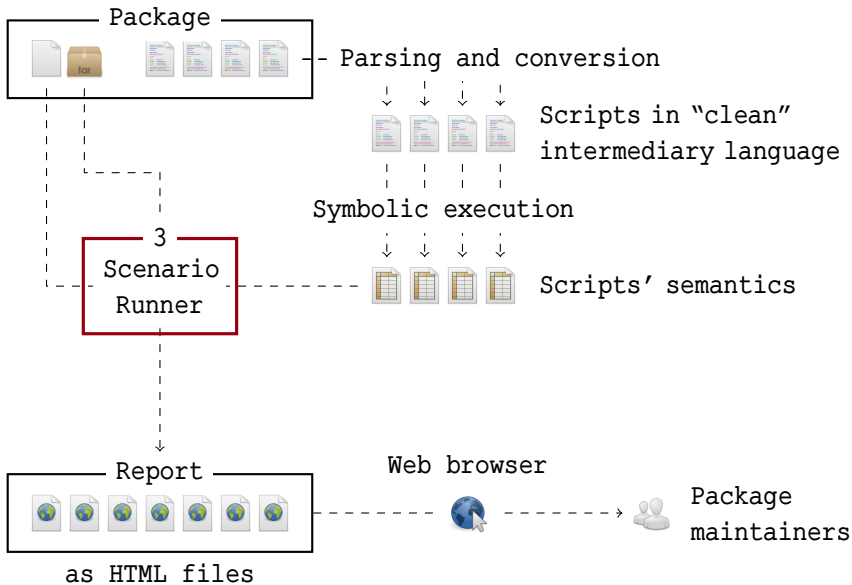 Package
tar
Parsing and conversion
Scripts in “clean”
intermediary language
Symbolic execution
3
Scenario
Runner
Scripts’ semantics
Report
Web browser
Package
maintainers
as HTML files